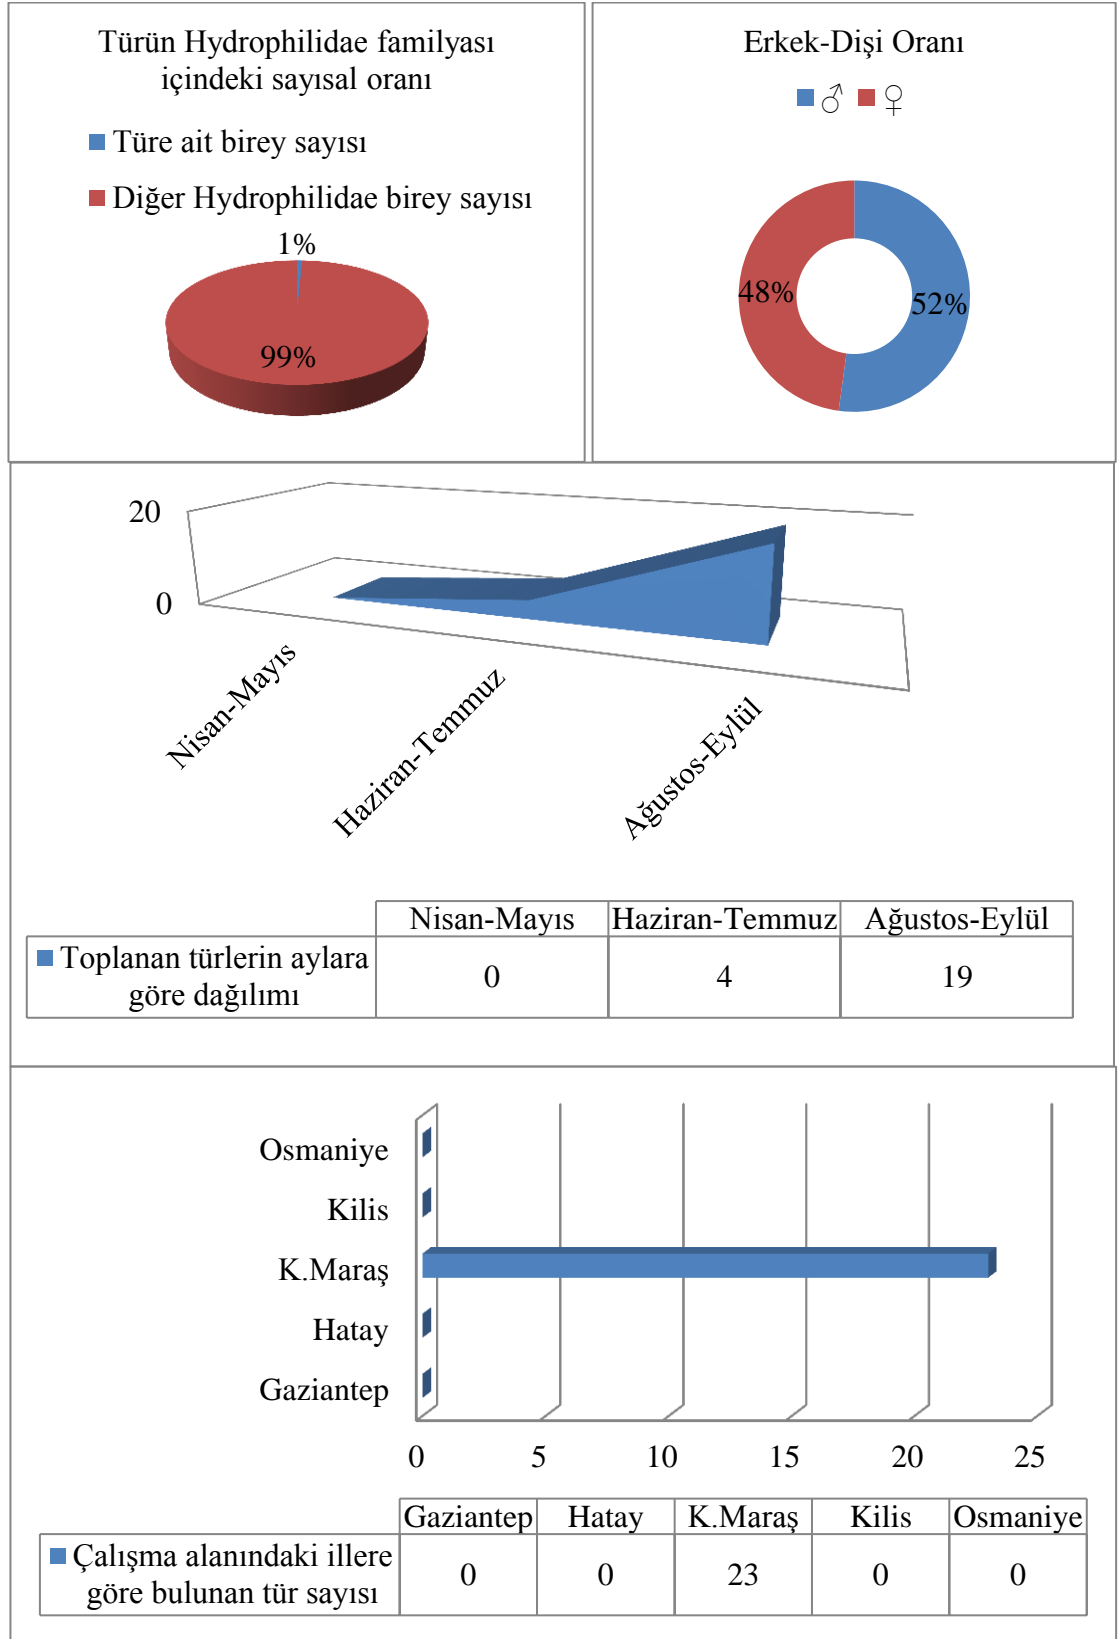 Türün Hydrophilidae familyası
içindeki sayısal oranı
Türe ait birey sayısı
Diğer Hydrophilidae birey sayısı
1%
99%
Erkek-Dişi Oranı
♂ ♀
48%
52%
20
0
Nisan-Mayıs
Haziran-Temmuz
Ağustos-Eylül
Nisan-Mayıs Haziran-Temmuz Ağustos-Eylül
Toplanan türlerin aylara
göre dağılımı
0 4 19
Osmaniye
Kilis
K.Maraş
Hatay
Gaziantep
0 5 10 15 20 25
Gaziantep Hatay K.Maraş Kilis Osmaniye
Çalışma alanındaki illere
göre bulunan tür sayısı
0 0 23 0 0